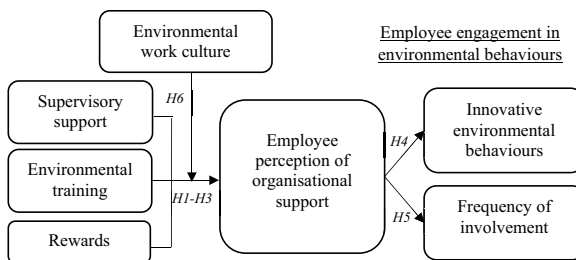 Environmental
work culture
Employee engagement in
environmental behaviours
H6
Supervisory
support
Environmental
training
Rewards
H1-H3
Employee
perception of
organisational
support
H4
H5
Innovative
environmental
behaviours
Frequency of
involvement